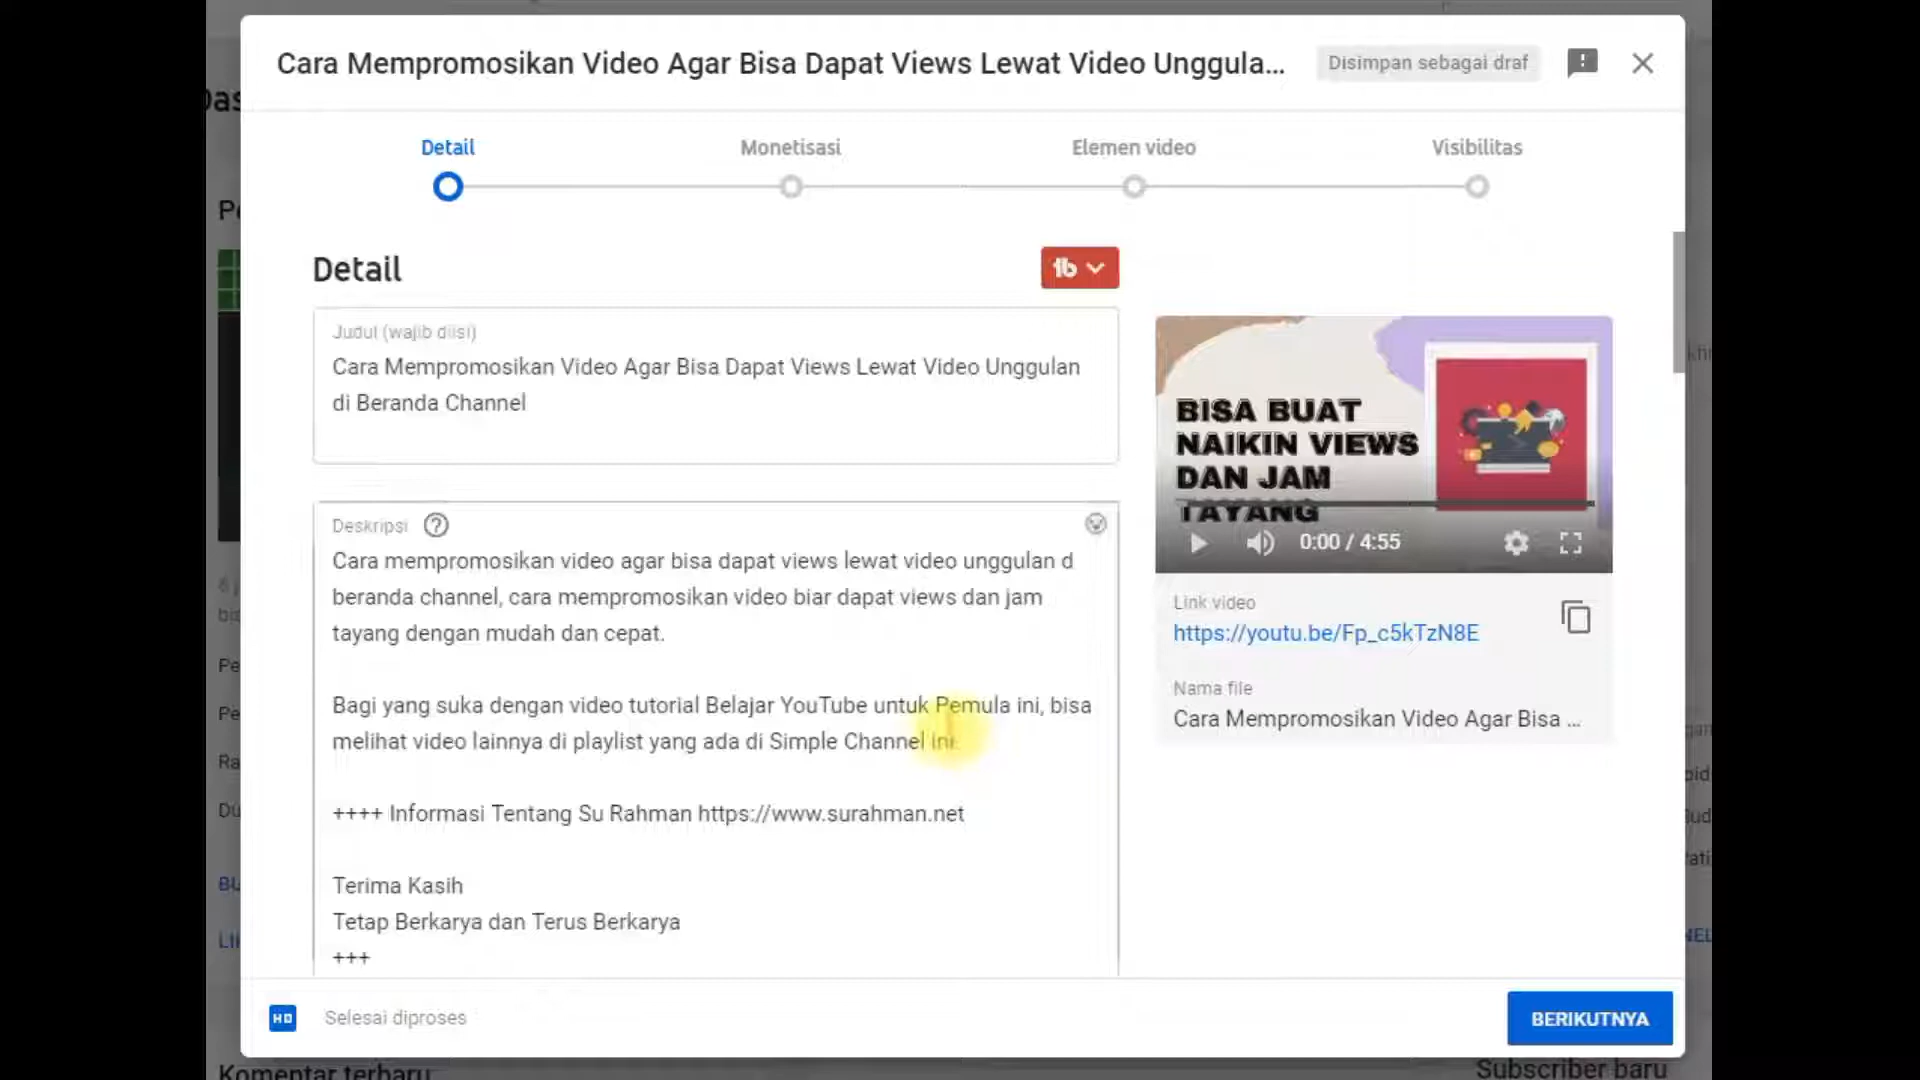 Cara Mempromosikan Video Agar Bisa Dapat Views Lewat Video Unggula...
Disimpan sebagai draf
Detail
Monetisasi
Elemen video
Visibilitas
Detail
Judul (wajib diisi)
Cara Mempromosikan Video Agar Bisa Dapat Views Lewat Video Unggulan
di Beranda Channel
Deskripsi
Cara mempromosikan video agar bisa dapat views lewat video unggulan d
beranda channel, cara mempromosikan video biar dapat views dan jam
tayang dengan mudah dan cepat.
Bagi yang suka dengan video tutorial Belajar YouTube untuk Pemula ini, bisa
melihat video lainnya di playlist yang ada di Simple Channel ini.
++++ Informasi Tentang Su Rahman https://www.surahman.net
Terima Kasih
Tetap Berkarya dan Terus Berkarya
+++
BISA BUAT
NAIKIN VIEWS
DAN JAM
TAYANG
0:00 / 4:55
Link video
https://youtu.be/Fp_c5kTzN8E
Nama file
Cara Mempromosikan Video Agar Bisa ...
HD
Selesai diproses
BERIKUTNYA
Komentar terbaru
Subscriber baru